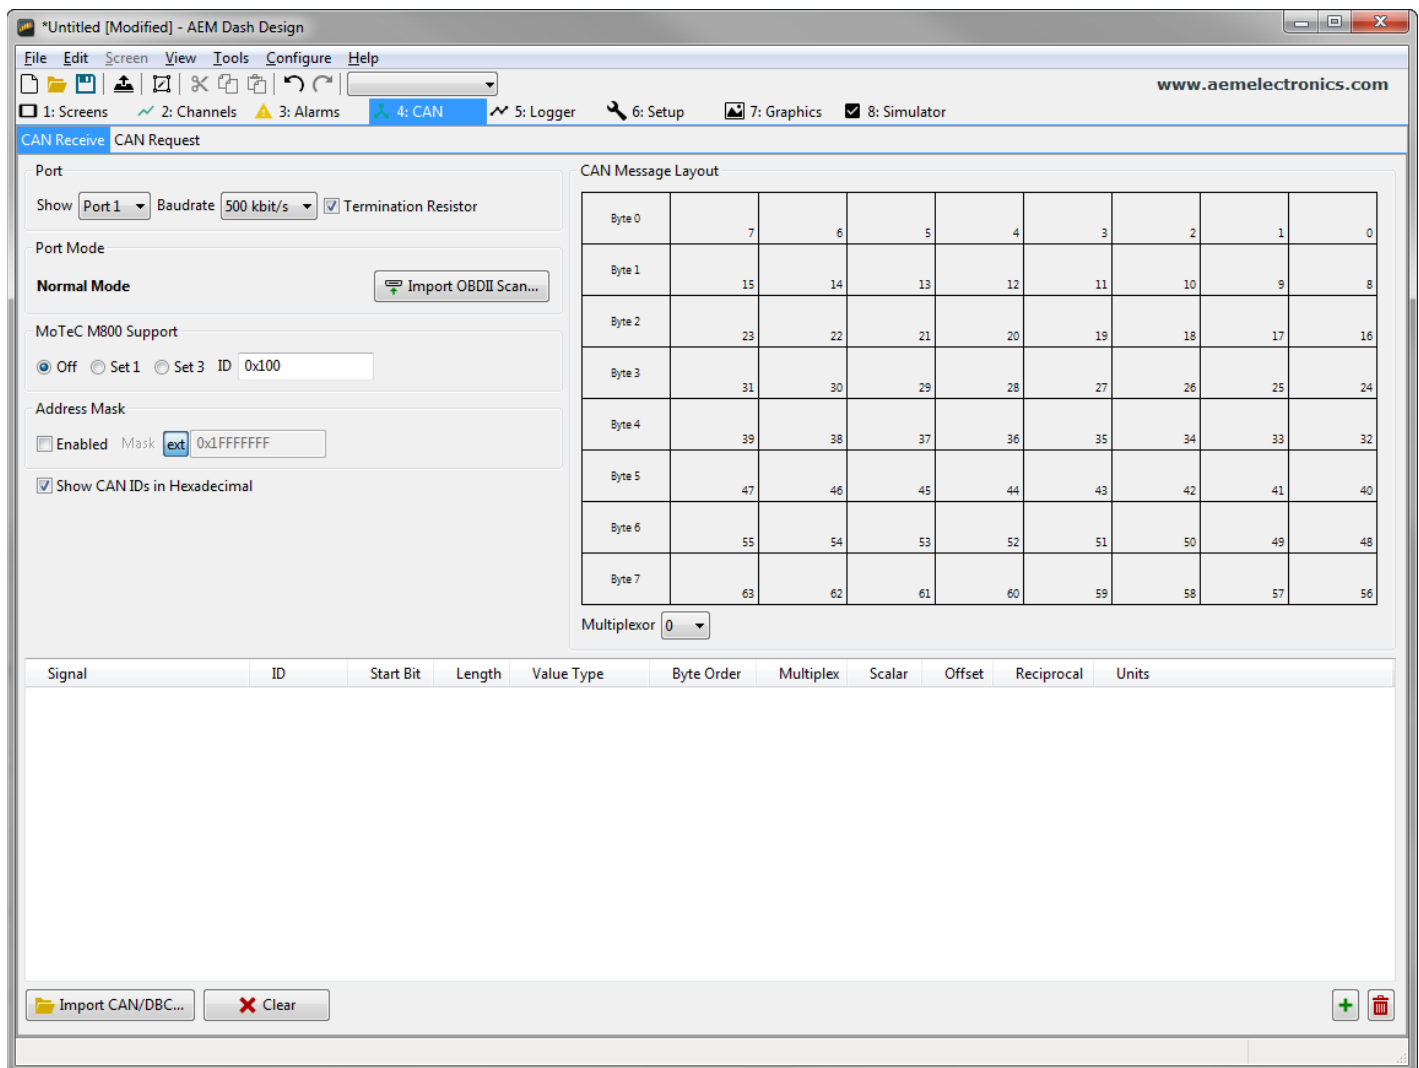 *Untitled [Modified] - AEM Dash Design
File Edit Screen View Tools Configure Help
www.aemelectronics.com
1: Screens 2: Channels 3: Alarms 4: CAN 5: Logger 6: Setup 7: Graphics 8: Simulator
CAN Receive CAN Request
Port
Show Port 1 Baudrate 500 kbit/s Termination Resistor
Port Mode
Normal Mode Import OBDII Scan...
MoTeC M800 Support
Off Set 1 Set 3 ID 0x100
Address Mask
Enabled Mask ext 0x1FFFFFFF
Show CAN IDs in Hexadecimal
CAN Message Layout
Byte 0 7 6 5 4 3 2 1 0
Byte 1 15 14 13 12 11 10 9 8
Byte 2 23 22 21 20 19 18 17 16
Byte 3 31 30 29 28 27 26 25 24
Byte 4 39 38 37 36 35 34 33 32
Byte 5 47 46 45 44 43 42 41 40
Byte 6 55 54 53 52 51 50 49 48
Byte 7 63 62 61 60 59 58 57 56
Multiplexor 0
Signal ID Start Bit Length Value Type Byte Order Multiplex Scalar Offset Reciprocal Units
Import CAN/DBC... Clear